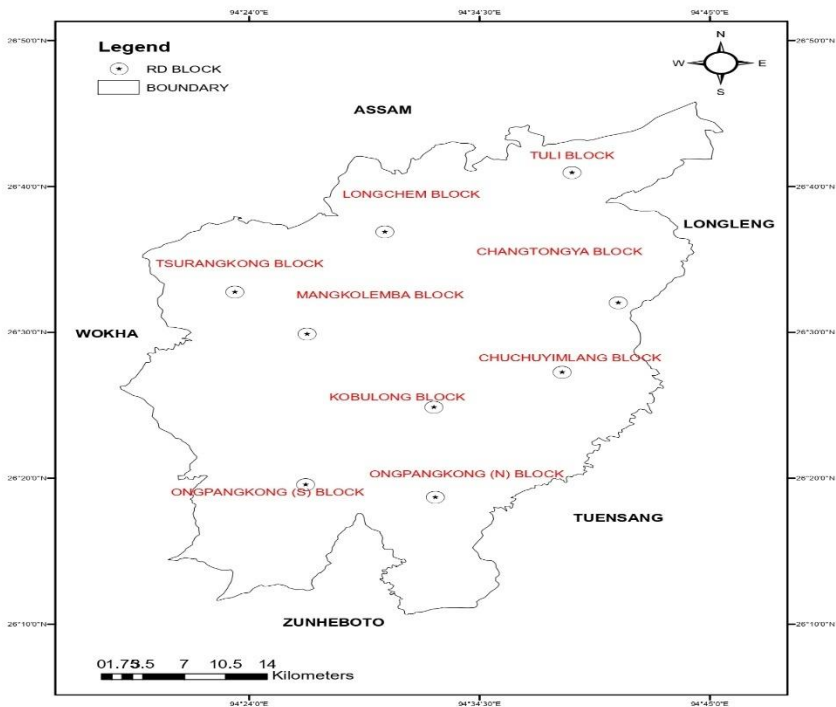 94°24'0"E 94°34'30"E 94°45'0"E
26°50'0"N 26°50'0"N
Legend
RD BLOCK
BOUNDARY
N
W E
S
ASSAM
TULI BLOCK
26°40'0"N 26°40'0"N
LONGCHEM BLOCK
LONGLENG
CHANGTONGYA BLOCK
TSURANGKONG BLOCK
MANGKOLEMBA BLOCK
WOKHA
26°30'0"N 26°30'0"N
CHUCHUYIMLANG BLOCK
KOBULONG BLOCK
ONGPANGKONG (N) BLOCK
26°20'0"N 26°20'0"N
ONGPANGKONG (S) BLOCK
TUENSANG
ZUNHEBOTO
26°10'0"N 26°10'0"N
0 1.75 3.5 7 10.5 14
Kilometers
94°24'0"E 94°34'30"E 94°45'0"E